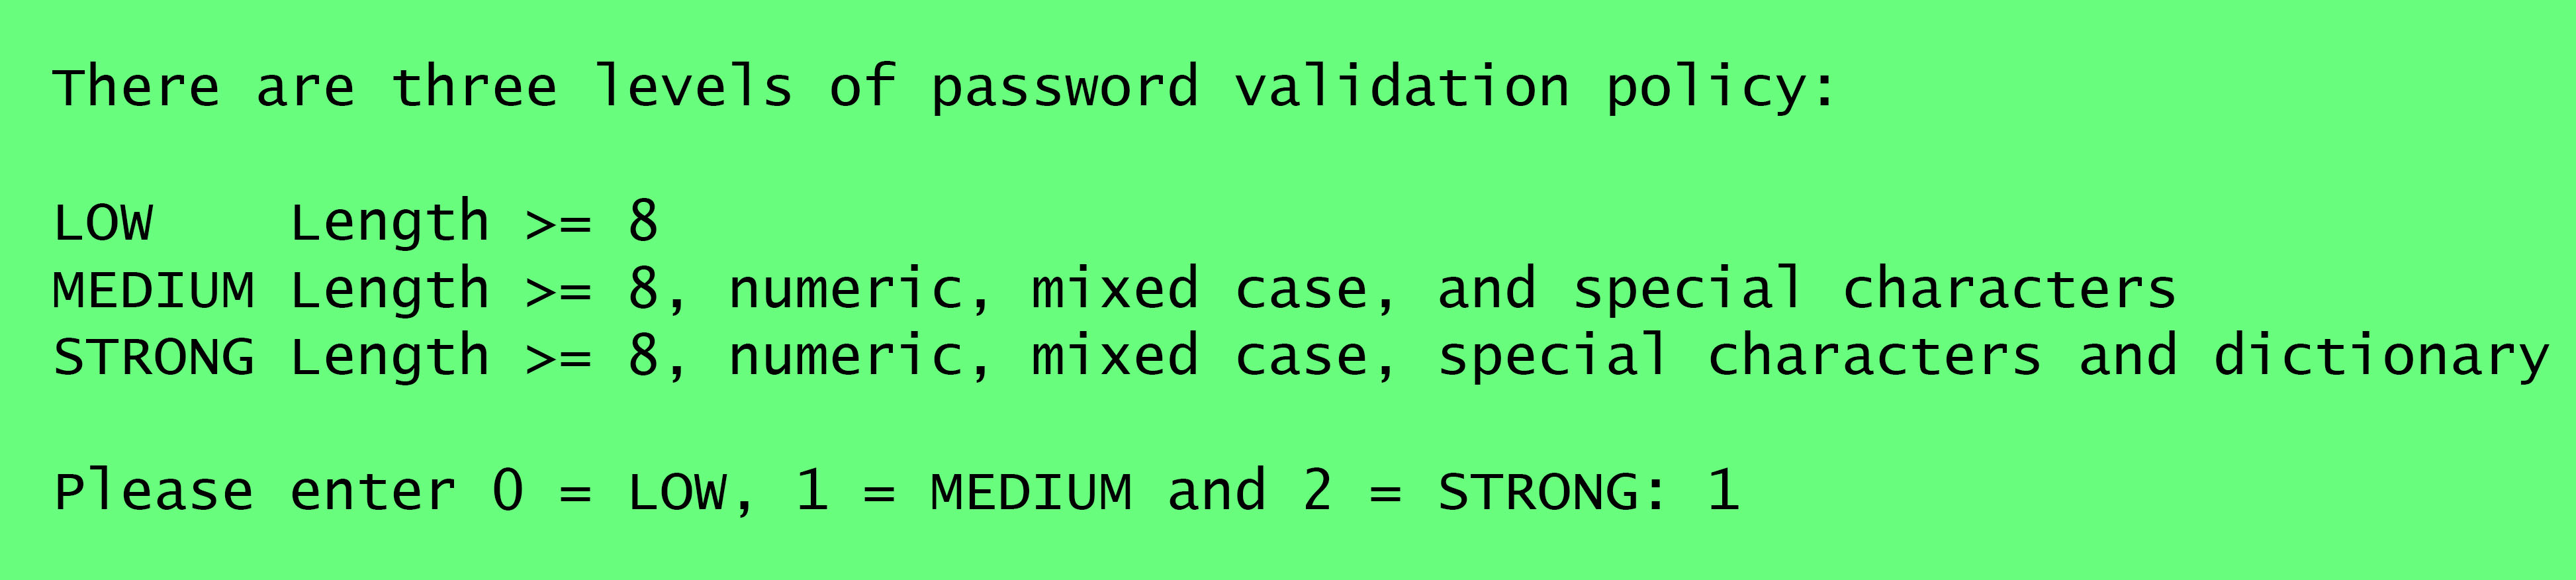 There are three levels of password validation policy:
LOW    Length >= 8
MEDIUM Length >= 8, numeric, mixed case, and special characters
STRONG Length >= 8, numeric, mixed case, special characters and dictionary
Please enter 0 = LOW, 1 = MEDIUM and 2 = STRONG: 1